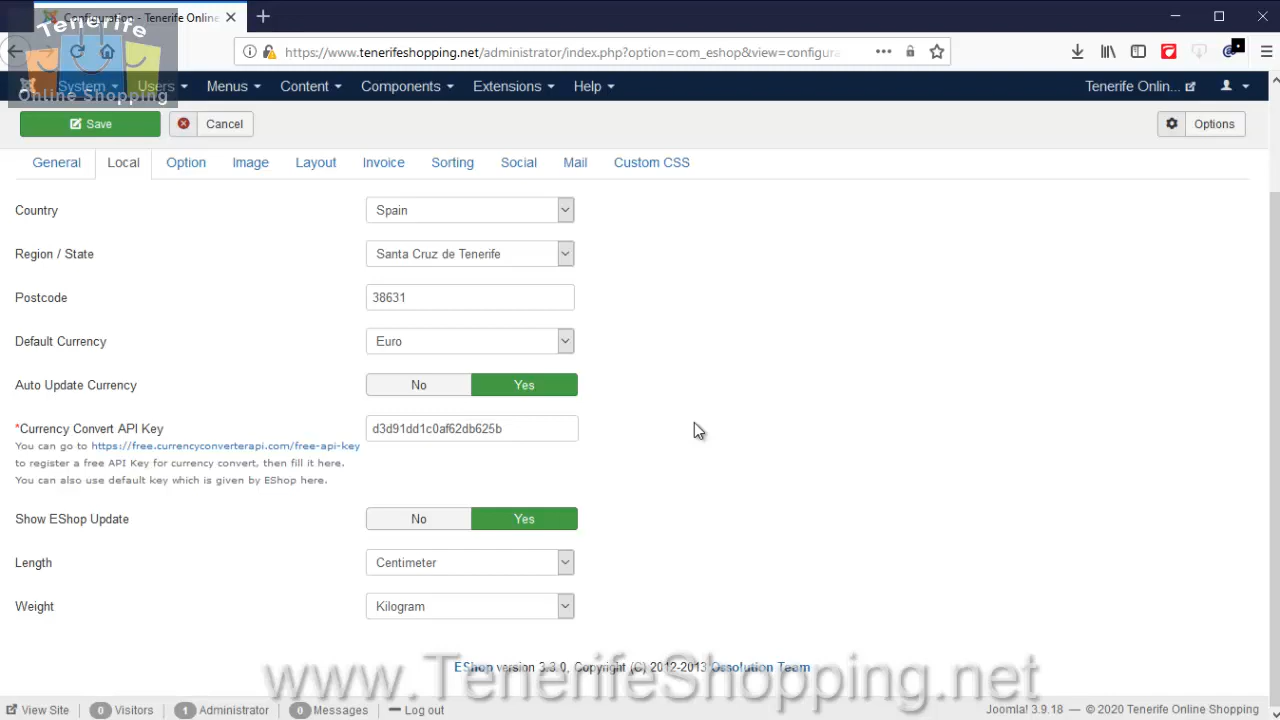 Configuration - Tenerife Online
Tenerife
Online Shopping
https://www.tenerifeshopping.net/administrator/index.php?option=com_eshop&view=configura
System Users Menus Content Components Extensions Help Tenerife Onlin...
Save Cancel Options
General Local Option Image Layout Invoice Sorting Social Mail Custom CSS
Country Spain
Region / State Santa Cruz de Tenerife
Postcode 38631
Default Currency Euro
Auto Update Currency No Yes
*Currency Convert API Key d3d91dd1c0af62db625b
You can go to https://free.currencyconverterapi.com/free-api-key
to register a free API Key for currency convert, then fill it here.
You can also use default key which is given by EShop here.
Show EShop Update No Yes
Length Centimeter
Weight Kilogram
EShop version 3.3.0, Copyright (C) 2012-2013 Ossolution Team
www.TenerifeShopping.net
View Site 0 Visitors 1 Administrator 0 Messages Log out Joomla! 3.9.18 — © 2020 Tenerife Online Shopping